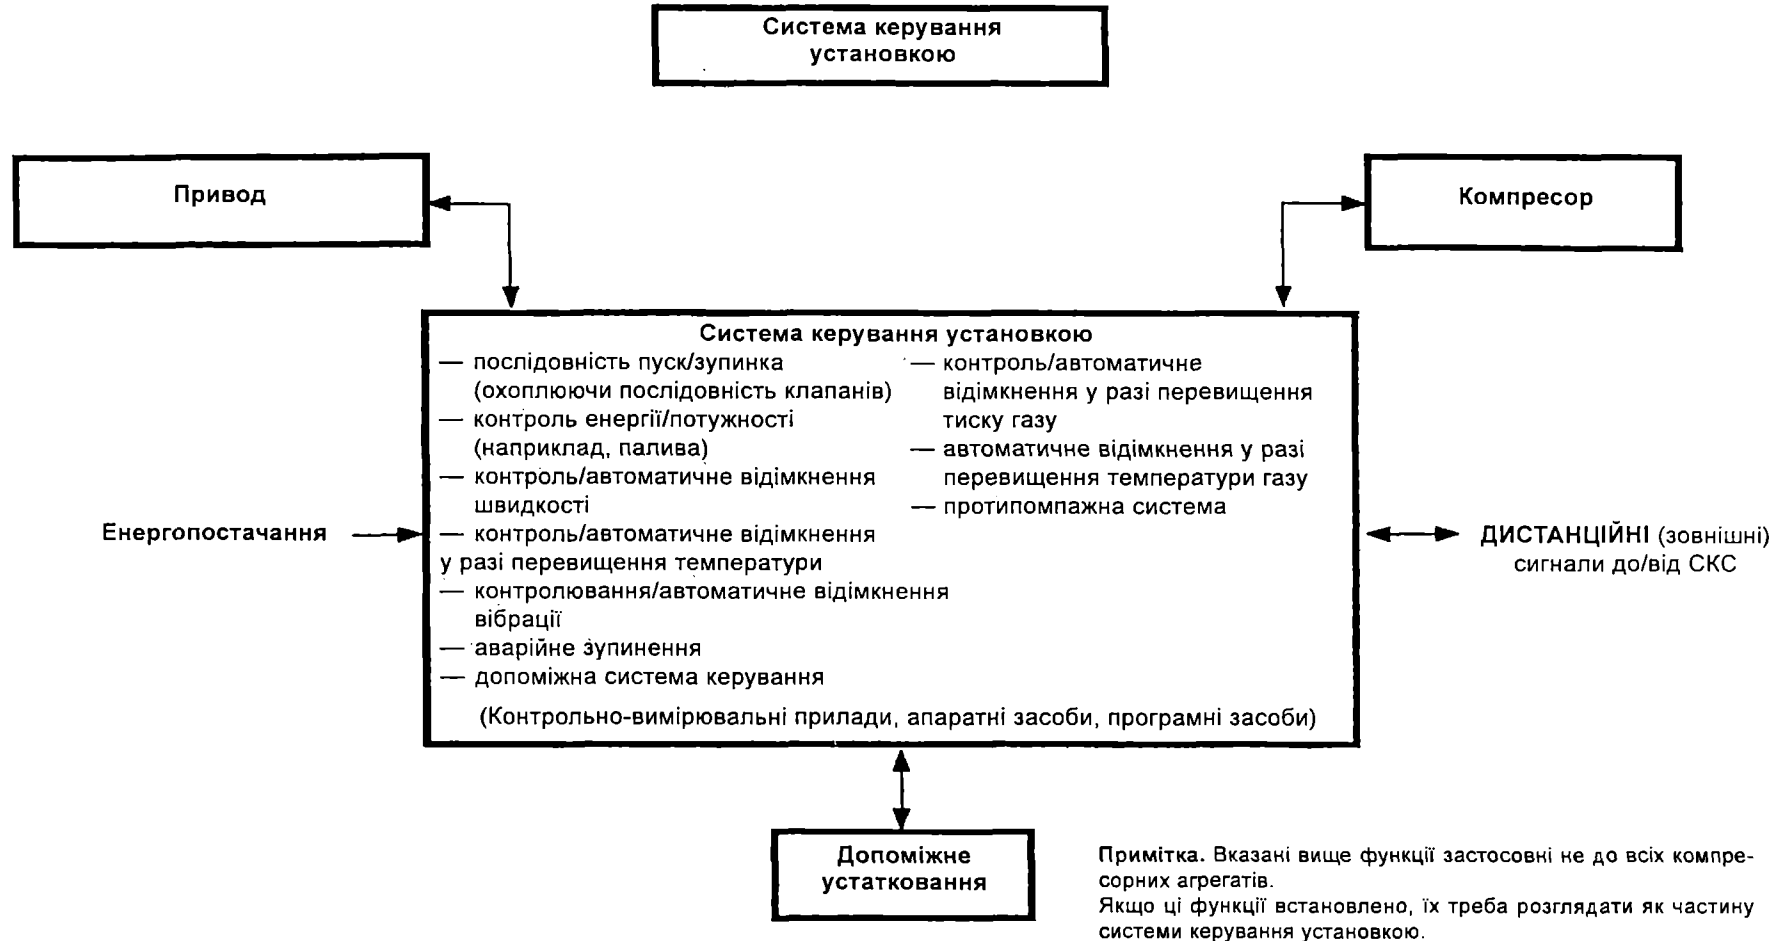 Система керування
установкою
Привод
Компресор
Система керування установкою
— послідовність пуск/зупинка
(охоплюючи послідовність клапанів)
— контроль енергії/потужності
(наприклад, палива)
— контроль/автоматичне відімкнення
швидкості
— контроль/автоматичне відімкнення
у разі перевищення температури
— контролювання/автоматичне відімкнення
вібрації
— аварійне зупинення
— допоміжна система керування
— контроль/автоматичне
відімкнення у разі перевищення
тиску газу
— автоматичне відімкнення у разі
перевищення температури газу
— протипомпажна система
(Контрольно-вимірювальні прилади, апаратні засоби, програмні засоби)
Енергопостачання
ДИСТАНЦІЙНІ (зовнішні)
сигнали до/від СКС
Допоміжне
устатковання
Примітка. Вказані вище функції застосовні не до всіх компре-
сорних агрегатів.
Якщо ці функції встановлено, їх треба розглядати як частину
системи керування установкою.